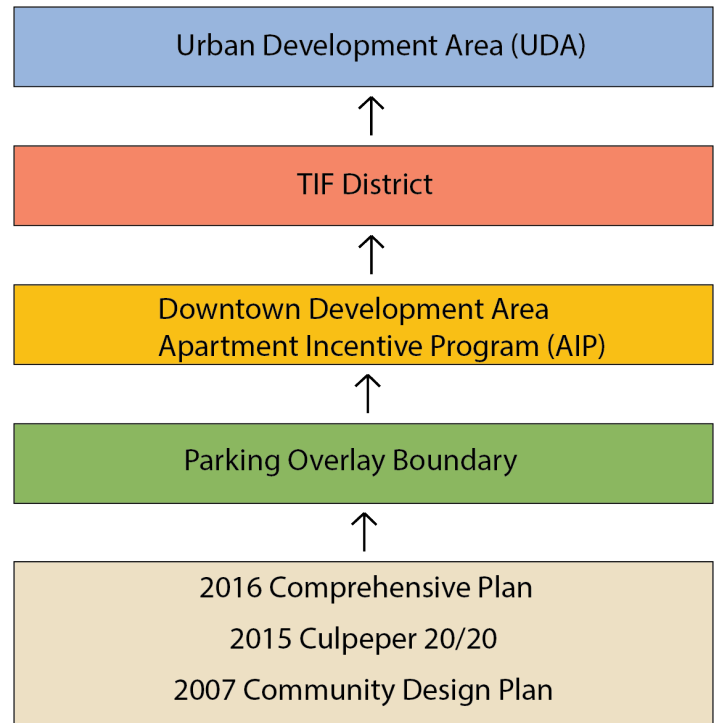 Urban Development Area (UDA)
TIF District
Downtown Development Area
Apartment Incentive Program (AIP)
Parking Overlay Boundary
2016 Comprehensive Plan
2015 Culpeper 20/20
2007 Community Design Plan